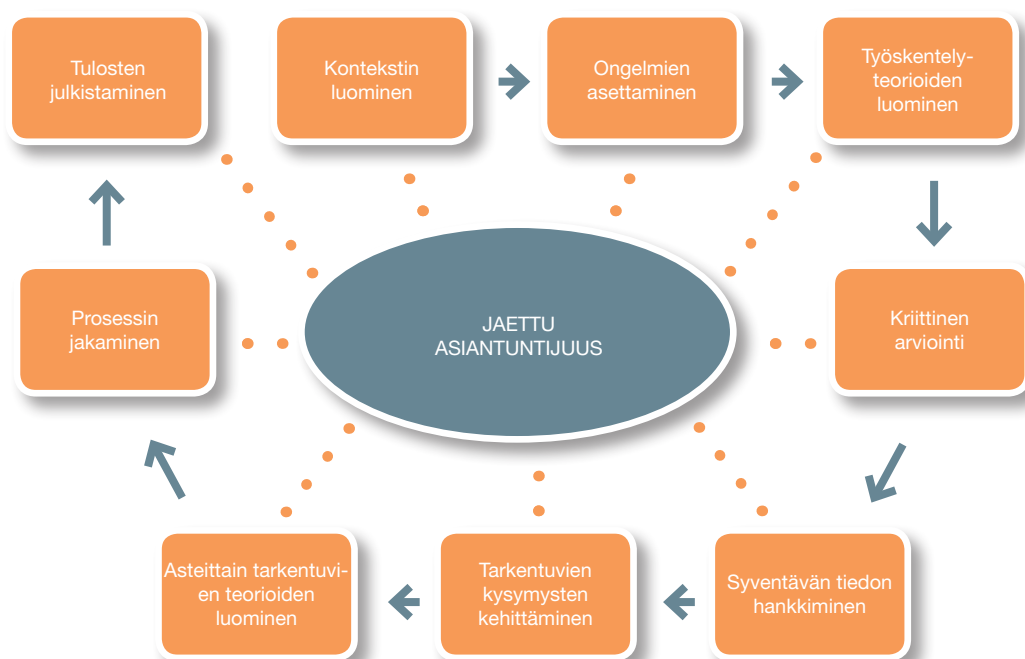 Tulosten
julkistaminen
Kontekstin
luominen
Ongelmien
asettaminen
Työskentely-
teorioiden
luominen
Prosessin
jakaminen
JAETTU
ASIANTUNTIJUUS
Kriittinen
arviointi
Asteittain tarkentuvi-
en teorioiden
luominen
Tarkentuvien
kysymysten
kehittäminen
Syventävän tiedon
hankkiminen